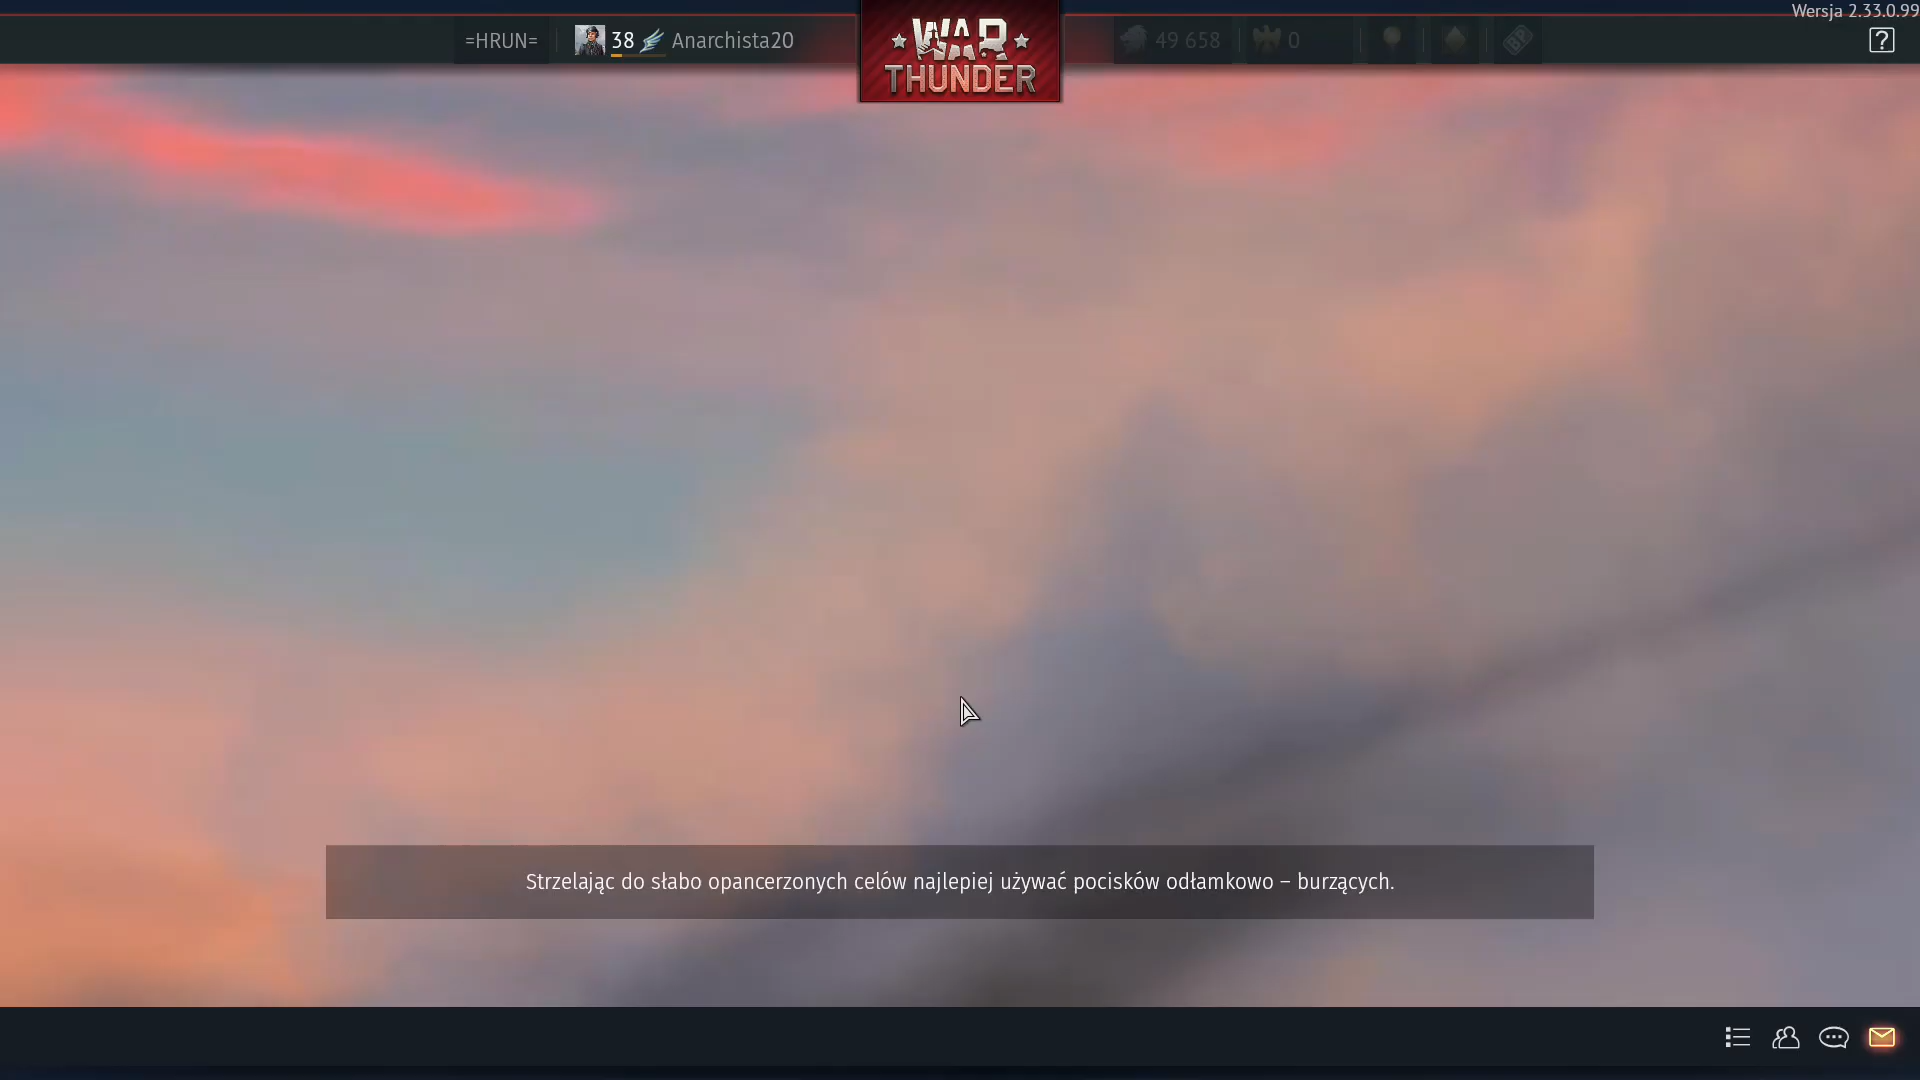 Wersja 2.33.0.99
=HRUN= 38 Anarchista20 WAR THUNDER 49 658 0 BP ?
Strzelając do słabo opancerzonych celów najlepiej używać pocisków odłamkowo – burzących.